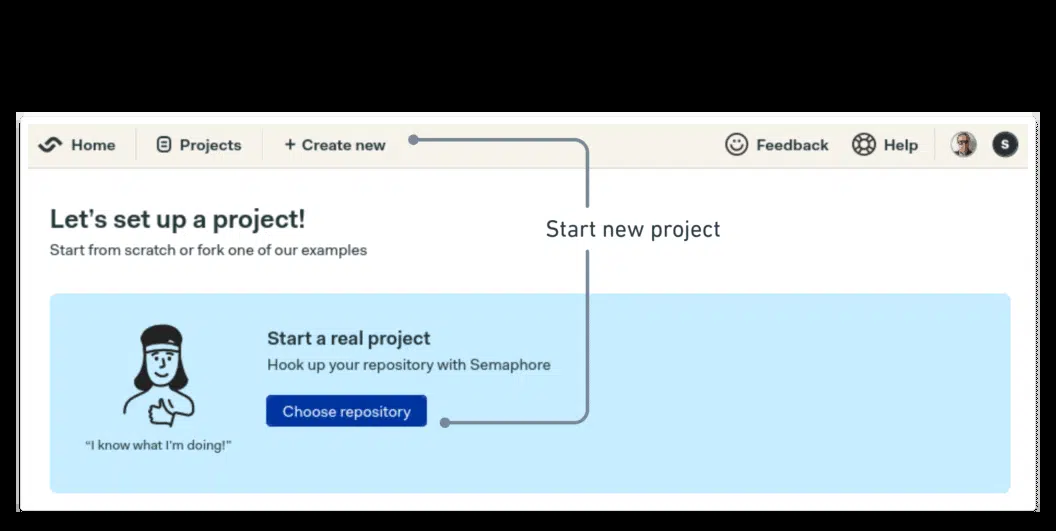 Home
Projects
+ Create new
Feedback
Help
S
Let's set up a project!
Start from scratch or fork one of our examples
Start new project
Start a real project
Hook up your repository with Semaphore
Choose repository
“I know what I'm doing!”